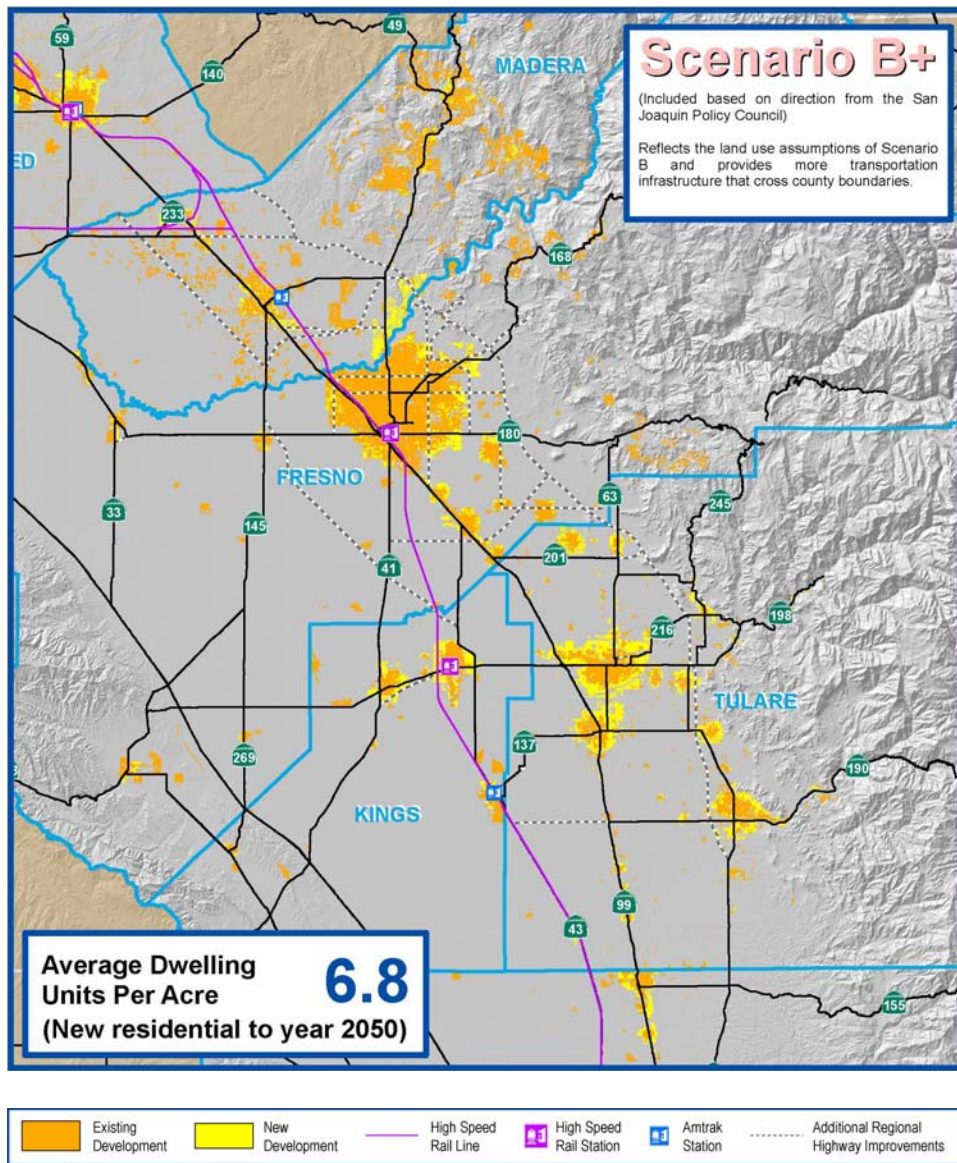 Scenario B+
(Included based on direction from the San
Joaquin Policy Council)
Reflects the land use assumptions of Scenario
B and provides more transportation
infrastructure that cross county boundaries.
59
49
140
MADERA
ED
233
168
180
FRESNO
63
33
145
245
41
201
198
216
TULARE
137
269
190
KINGS
99
43
155
Average Dwelling
Units Per Acre
6.8
(New residential to year 2050)
Existing
Development
New
Development
High Speed
Rail Line
High Speed
Rail Station
Amtrak
Station
Additional Regional
Highway Improvements